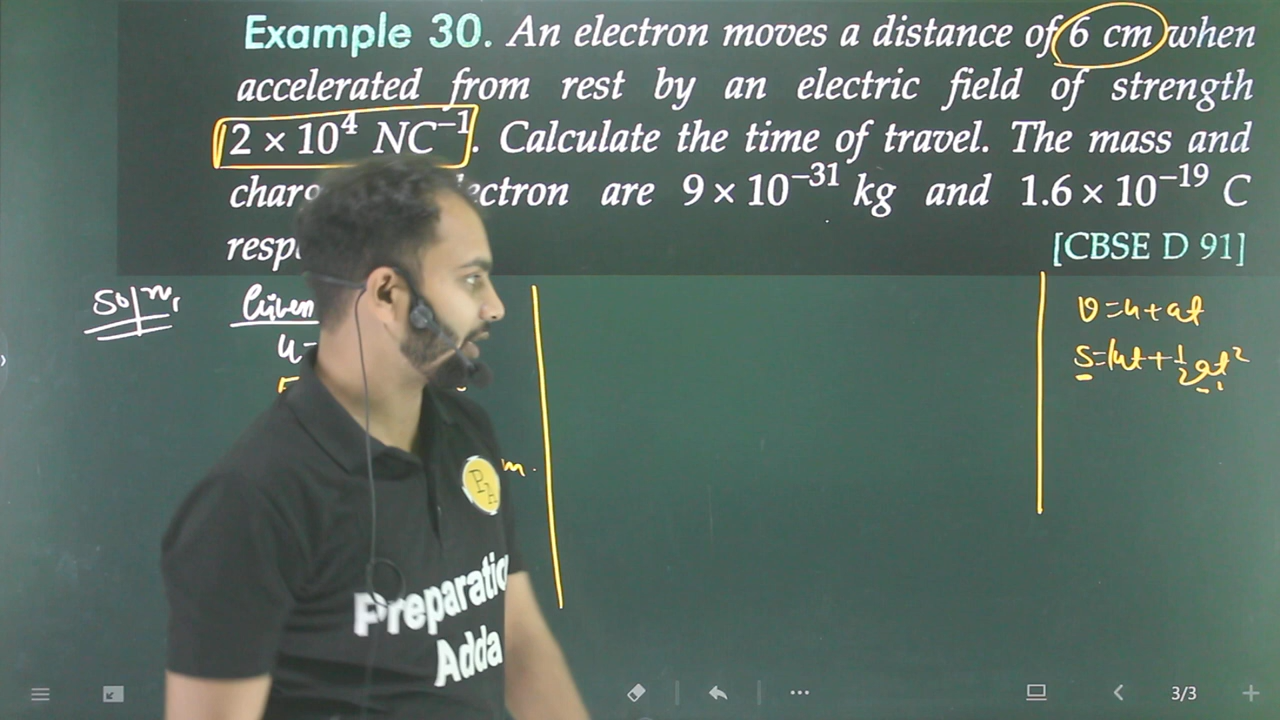 Example 30. An electron moves a distance of 6 cm when
accelerated from rest by an electric field of strength
2 × 10⁴ NC⁻¹. Calculate the time of travel. The mass and
are 9 × 10⁻³¹ kg and 1.6 × 10⁻¹⁹ C
[CBSE D 91]
Soln,
Given
u=
m.
v=u+at
S=ut+½at²
P A
Preparation
Adda
3/3